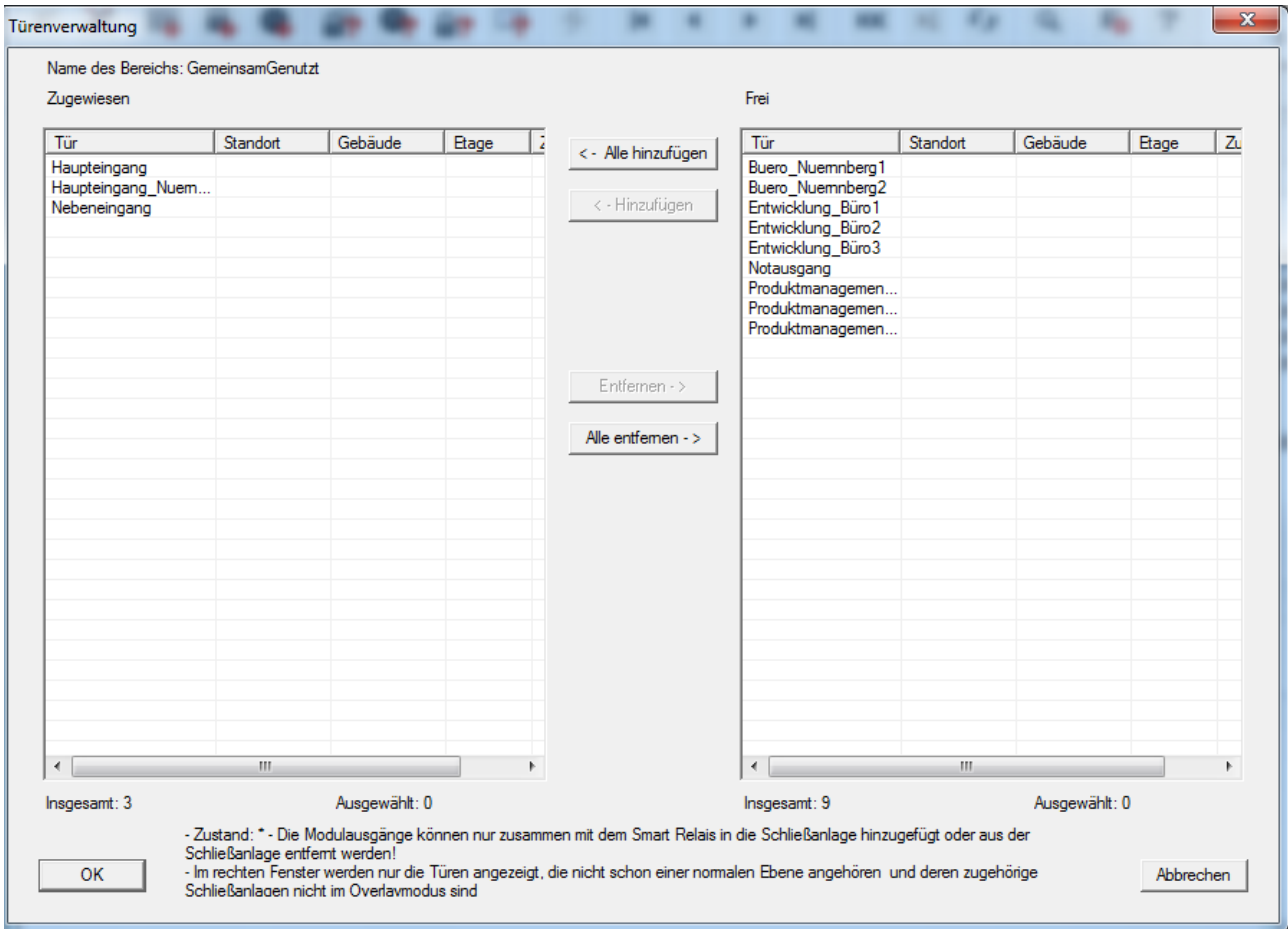 Türenverwaltung
Name des Bereichs: GemeinsamGenutzt
Zugewiesen
Tür Standort Gebäude Etage
Haupteingang
Haupteingang_Nuem...
Nebeneingang
Insgesamt: 3 Ausgewählt: 0
< - Alle hinzufügen
< - Hinzufügen
Entfernen - >
Alle entfernen - >
Frei
Tür Standort Gebäude Etage Zu
Buero_Nuernnberg1
Buero_Nuernnberg2
Entwicklung_Büro1
Entwicklung_Büro2
Entwicklung_Büro3
Notausgang
Produktmanagemen...
Produktmanagemen...
Produktmanagemen...
Insgesamt: 9 Ausgewählt: 0
- Zustand: * - Die Modulausgänge können nur zusammen mit dem Smart Relais in die Schließanlage hinzugefügt oder aus der
Schließanlage entfernt werden!
- Im rechten Fenster werden nur die Türen angezeigt, die nicht schon einer normalen Ebene angehören und deren zugehörige
Schließanlagen nicht im Overlaymodus sind
OK
Abbrechen